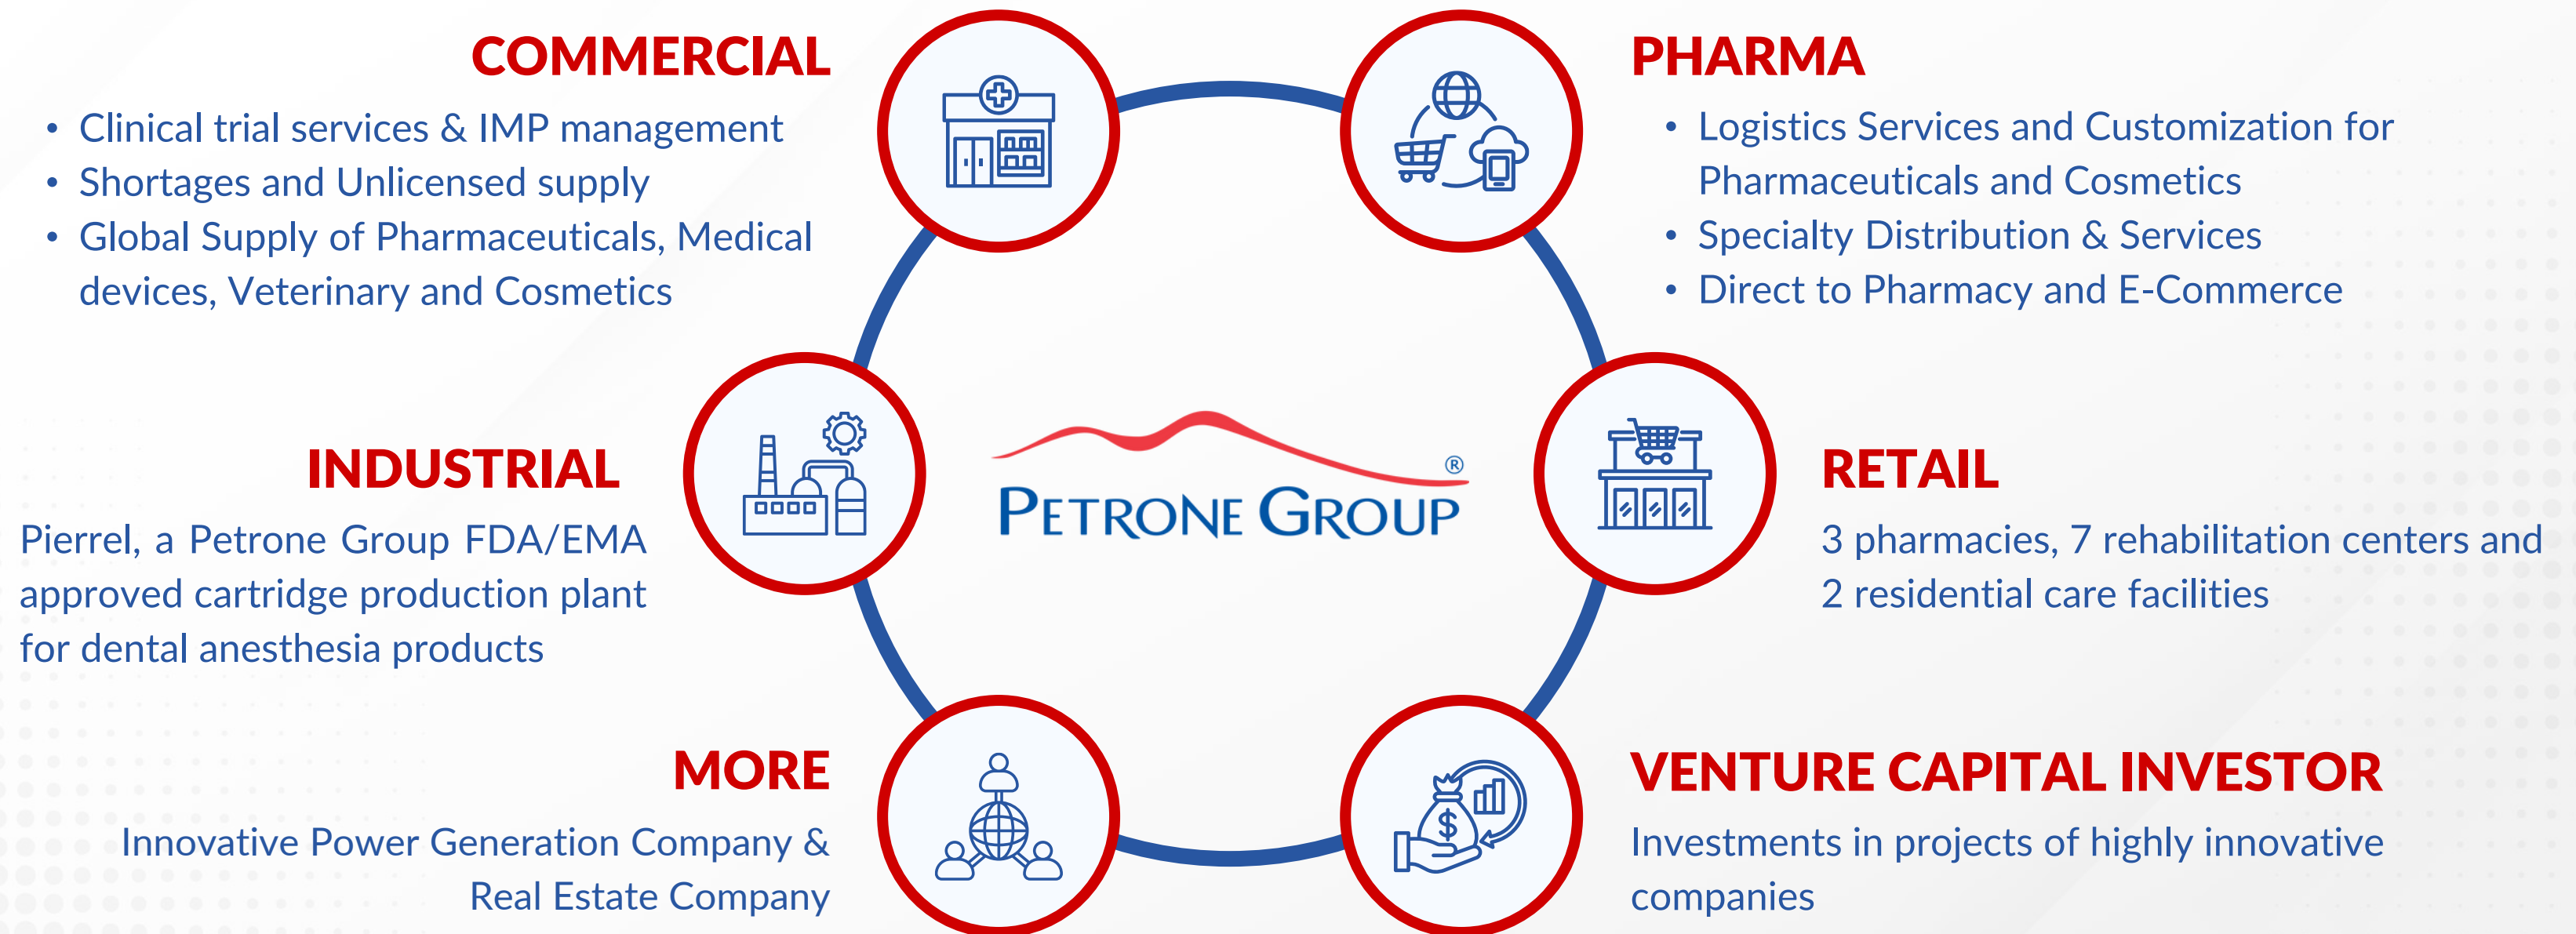 COMMERCIAL
• Clinical trial services & IMP management
• Shortages and Unlicensed supply
• Global Supply of Pharmaceuticals, Medical
devices, Veterinary and Cosmetics
PHARMA
• Logistics Services and Customization for
Pharmaceuticals and Cosmetics
• Specialty Distribution & Services
• Direct to Pharmacy and E-Commerce
INDUSTRIAL
Pierrel, a Petrone Group FDA/EMA
approved cartridge production plant
for dental anesthesia products
PETRONE GROUP®
RETAIL
3 pharmacies, 7 rehabilitation centers and
2 residential care facilities
MORE
Innovative Power Generation Company &
Real Estate Company
VENTURE CAPITAL INVESTOR
Investments in projects of highly innovative
companies